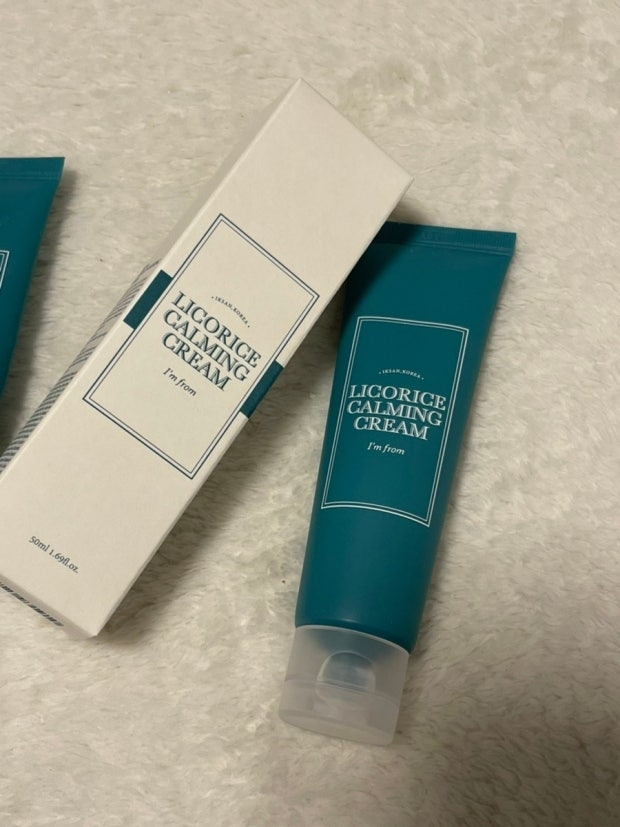 • IKSAN, KOREA •
LICORICE
CALMING
CREAM
I'm from
50ml 1.69fl.oz.
• IKSAN, KOREA •
LICORICE
CALMING
CREAM
I'm from